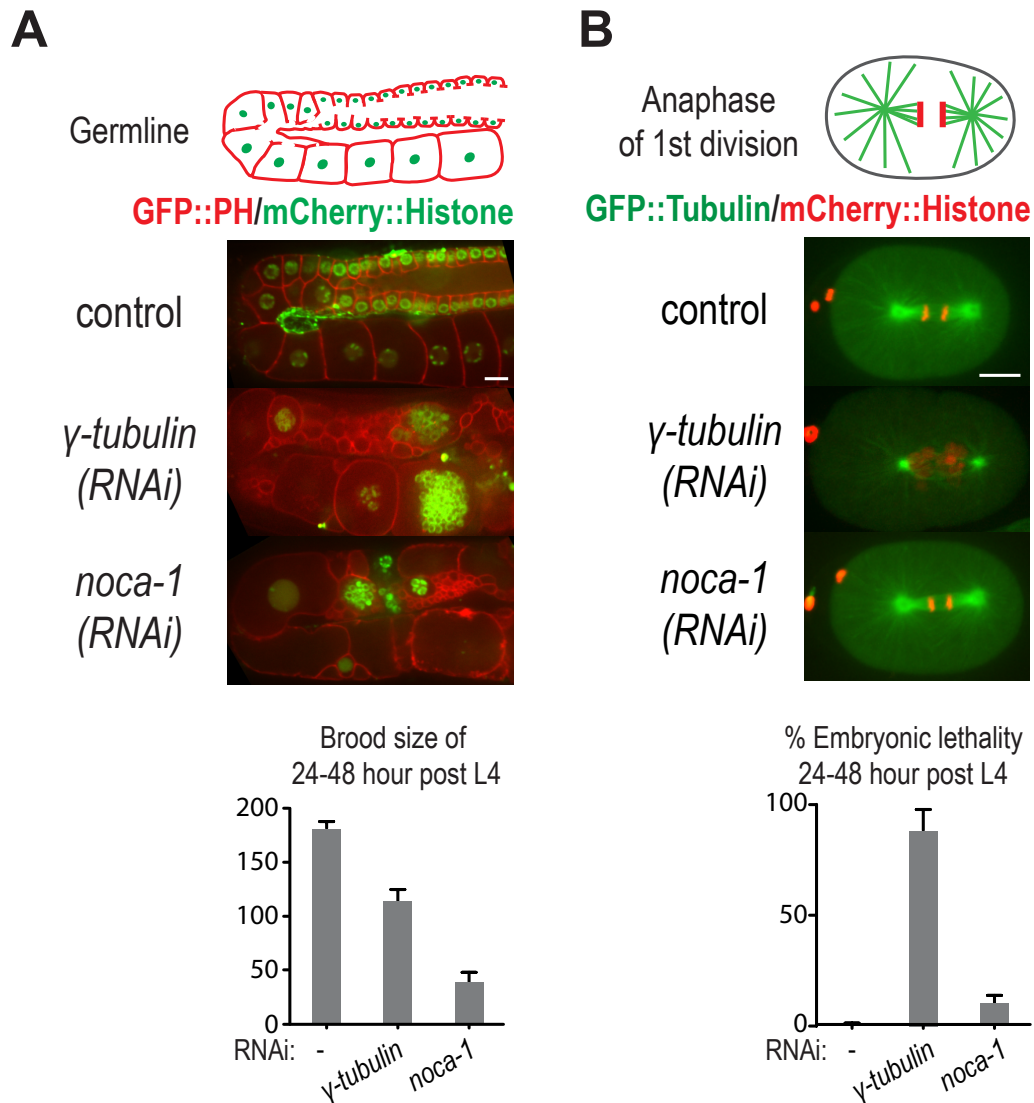 A
Germline
GFP::PH/mCherry::Histone
control
γ-tubulin
(RNAi)
noca-1
(RNAi)
Brood size of
24-48 hour post L4
200
150
100
50
0
RNAi: - γ-tubulin noca-1
B
Anaphase
of 1st division
GFP::Tubulin/mCherry::Histone
control
γ-tubulin
(RNAi)
noca-1
(RNAi)
% Embryonic lethality
24-48 hour post L4
100
50
0
RNAi: - γ-tubulin noca-1